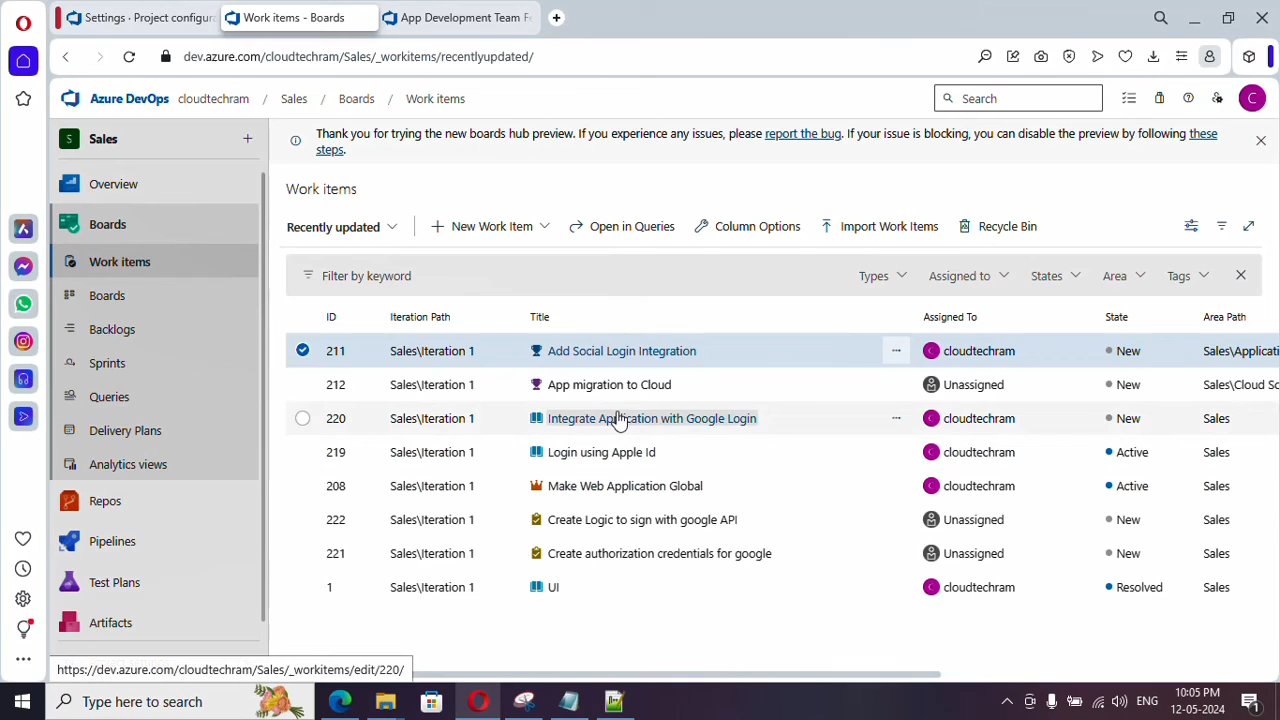 Settings · Project configura
Work items - Boards
App Development Team Fe
dev.azure.com/cloudtechram/Sales/_workitems/recentlyupdated/
Azure DevOps cloudtechram / Sales / Boards / Work items
Search
C
S Sales
Thank you for trying the new boards hub preview. If you experience any issues, please report the bug. If your issue is blocking, you can disable the preview by following these
steps.
Overview
Boards
Work items
Boards
Backlogs
Sprints
Queries
Delivery Plans
Analytics views
Repos
Pipelines
Test Plans
Artifacts
Work items
Recently updated New Work Item Open in Queries Column Options Import Work Items Recycle Bin
Filter by keyword Types Assigned to States Area Tags
ID Iteration Path Title Assigned To State Area Path
211 Sales\Iteration 1 Add Social Login Integration C cloudtechram New Sales\Applicati
212 Sales\Iteration 1 App migration to Cloud Unassigned New Sales\Cloud So
220 Sales\Iteration 1 Integrate Application with Google Login C cloudtechram New Sales
219 Sales\Iteration 1 Login using Apple Id C cloudtechram Active Sales
208 Sales\Iteration 1 Make Web Application Global C cloudtechram Active Sales
222 Sales\Iteration 1 Create Logic to sign with google API Unassigned New Sales
221 Sales\Iteration 1 Create authorization credentials for google Unassigned New Sales
1 Sales\Iteration 1 UI C cloudtechram Resolved Sales
https://dev.azure.com/cloudtechram/Sales/_workitems/edit/220/
Type here to search
ENG
10:05 PM
12-05-2024
1